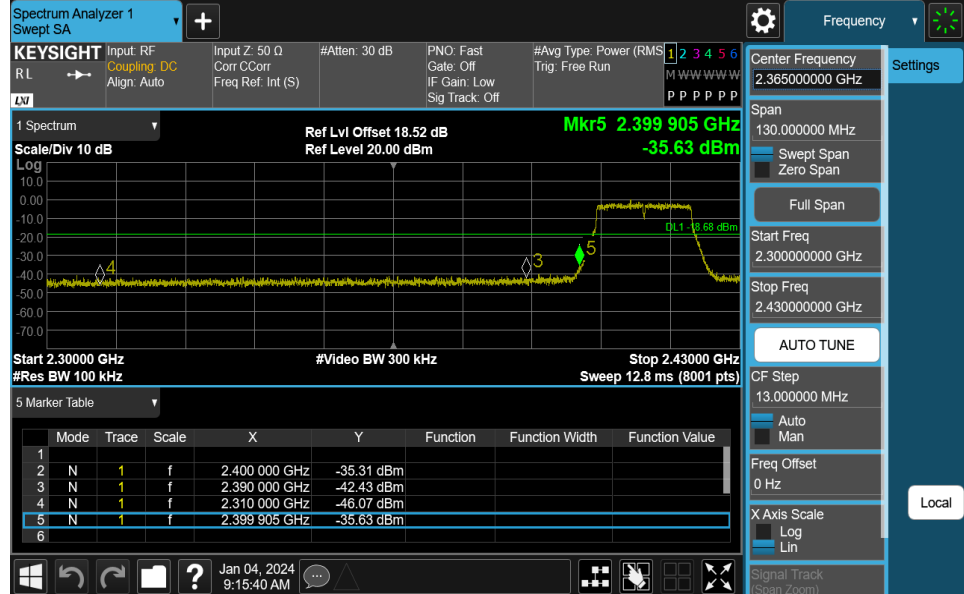 Spectrum Analyzer 1
Swept SA
Frequency
KEYSIGHT
RL
LXI
Input: RF
Coupling: DC
Align: Auto
Input Z: 50 Ω
Corr CCorr
Freq Ref: Int (S)
#Atten: 30 dB
PNO: Fast
Gate: Off
IF Gain: Low
Sig Track: Off
#Avg Type: Power (RMS
Trig: Free Run
1 2 3 4 5 6
M W W W W W
P P P P P P
1 Spectrum
Scale/Div 10 dB
Ref Lvl Offset 18.52 dB
Ref Level 20.00 dBm
Mkr5 2.399 905 GHz
-35.63 dBm
Log
10.0
0.00
-10.0
-20.0
-30.0
-40.0
-50.0
-60.0
-70.0
DL1 -18.68 dBm
4
3
5
Start 2.30000 GHz
#Video BW 300 kHz
Stop 2.43000 GHz
#Res BW 100 kHz
Sweep 12.8 ms (8001 pts)
5 Marker Table
Mode Trace Scale X Y Function Function Width Function Value
1
2 N 1 f 2.400 000 GHz -35.31 dBm
3 N 1 f 2.390 000 GHz -42.43 dBm
4 N 1 f 2.310 000 GHz -46.07 dBm
5 N 1 f 2.399 905 GHz -35.63 dBm
6
?
Jan 04, 2024
9:15:40 AM
Center Frequency
2.365000000 GHz
Span
130.000000 MHz
Swept Span
Zero Span
Full Span
Start Freq
2.300000000 GHz
Stop Freq
2.430000000 GHz
AUTO TUNE
CF Step
13.000000 MHz
Auto
Man
Freq Offset
0 Hz
X Axis Scale
Log
Lin
Signal Track
(Span Zoom)
Settings
Local